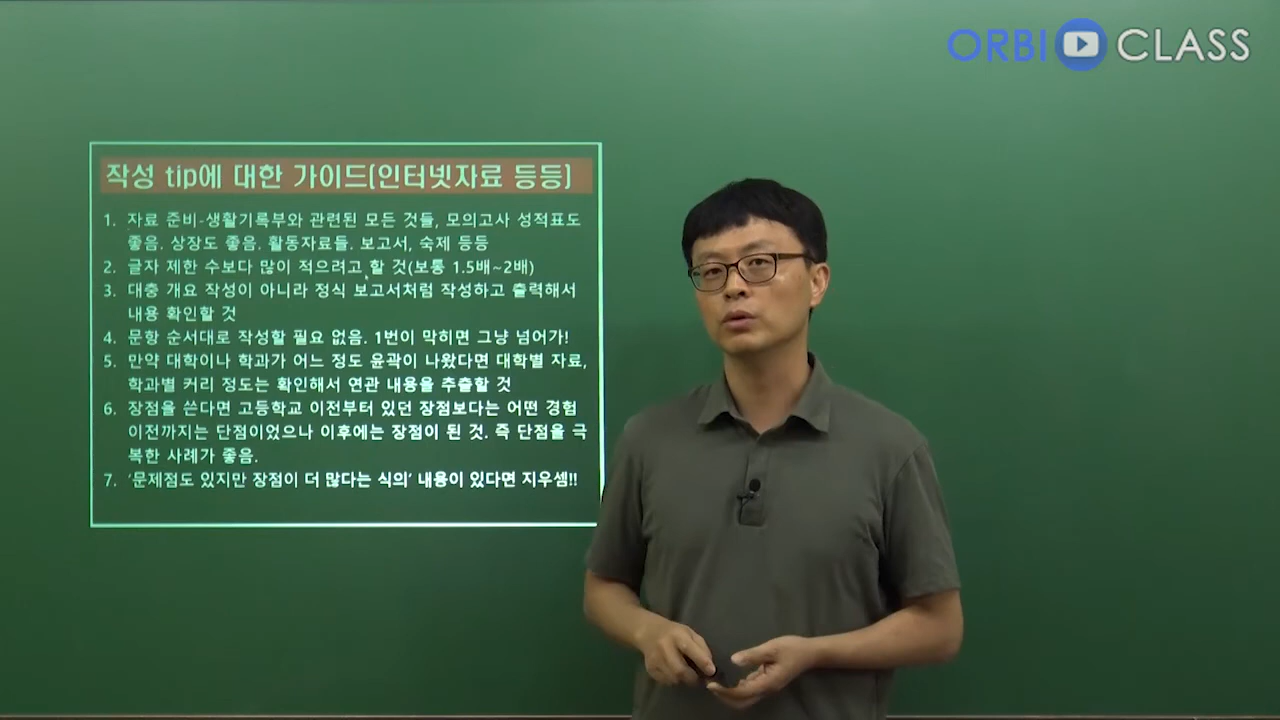 ORBI CLASS
작성 tip에 대한 가이드(인터넷자료 등등)
1. 자료 준비-생활기록부와 관련된 모든 것들, 모의고사 성적표도
좋음. 상장도 좋음. 활동자료들. 보고서, 숙제 등등
2. 글자 제한 수보다 많이 적으려고 할 것(보통 1.5배~2배)
3. 대충 개요 작성이 아니라 정식 보고서처럼 작성하고 출력해서
내용 확인할 것
4. 문항 순서대로 작성할 필요 없음. 1번이 막히면 그냥 넘어가!
5. 만약 대학이나 학과가 어느 정도 윤곽이 나왔다면 대학별 자료,
학과별 커리 정도는 확인해서 연관 내용을 추출할 것
6. 장점을 쓴다면 고등학교 이전부터 있던 장점보다는 어떤 경험
이전까지는 단점이었으나 이후에는 장점이 된 것. 즉 단점을 극
복한 사례가 좋음.
7. ‘문제점도 있지만 장점이 더 많다는 식의’ 내용이 있다면 지우셈!!